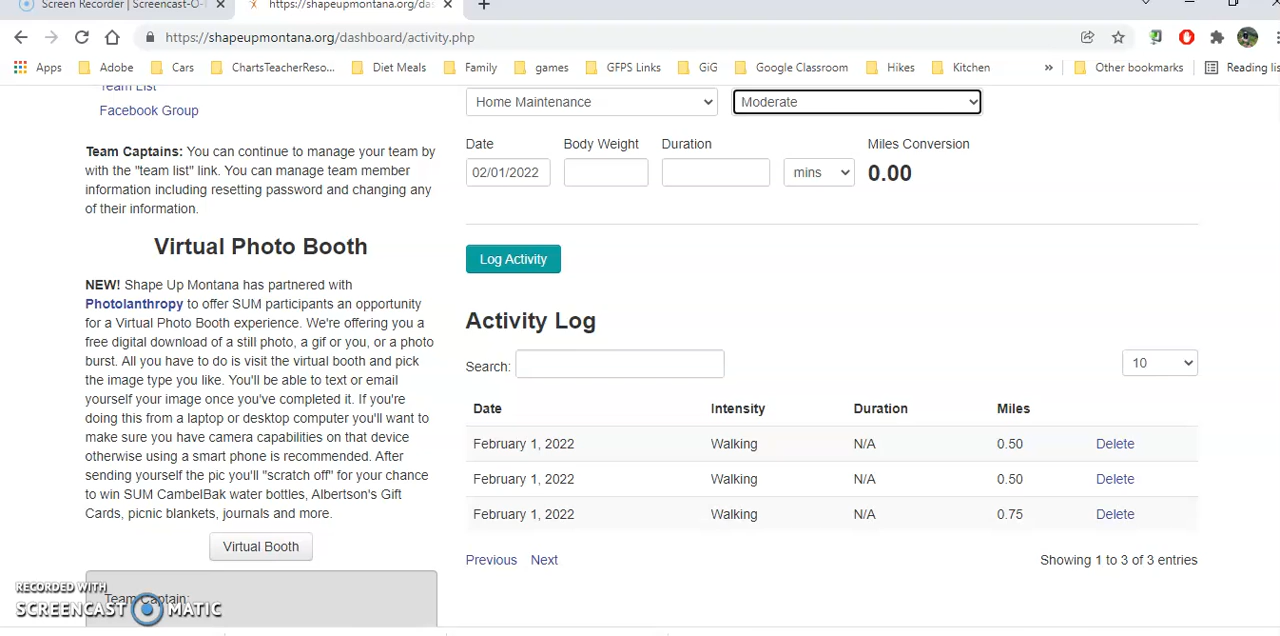 Screen Recorder | Screencast-O-
https://shapeupmontana.org/das
https://shapeupmontana.org/dashboard/activity.php
Apps
Adobe
Cars
ChartsTeacherReso...
Diet Meals
Family
games
GFPS Links
GiG
Google Classroom
Hikes
Kitchen
»
Other bookmarks
Reading lis
Team List
Facebook Group
Team Captains: You can continue to manage your team by
with the "team list" link. You can manage team member
information including resetting password and changing any
of their information.
Virtual Photo Booth
NEW! Shape Up Montana has partnered with
Photolanthropy to offer SUM participants an opportunity
for a Virtual Photo Booth experience. We're offering you a
free digital download of a still photo, a gif or you, or a photo
burst. All you have to do is visit the virtual booth and pick
the image type you like. You'll be able to text or email
yourself your image once you've completed it. If you're
doing this from a laptop or desktop computer you'll want to
make sure you have camera capabilities on that device
otherwise using a smart phone is recommended. After
sending yourself the pic you'll "scratch off" for your chance
to win SUM CambelBak water bottles, Albertson's Gift
Cards, picnic blankets, journals and more.
Virtual Booth
Team Captain:
RECORDED WITH
SCREENCAST MATIC
Home Maintenance
Moderate
Date Body Weight Duration Miles Conversion
02/01/2022 mins 0.00
Log Activity
Activity Log
Search: 10
Date Intensity Duration Miles
February 1, 2022 Walking N/A 0.50 Delete
February 1, 2022 Walking N/A 0.50 Delete
February 1, 2022 Walking N/A 0.75 Delete
Previous Next Showing 1 to 3 of 3 entries